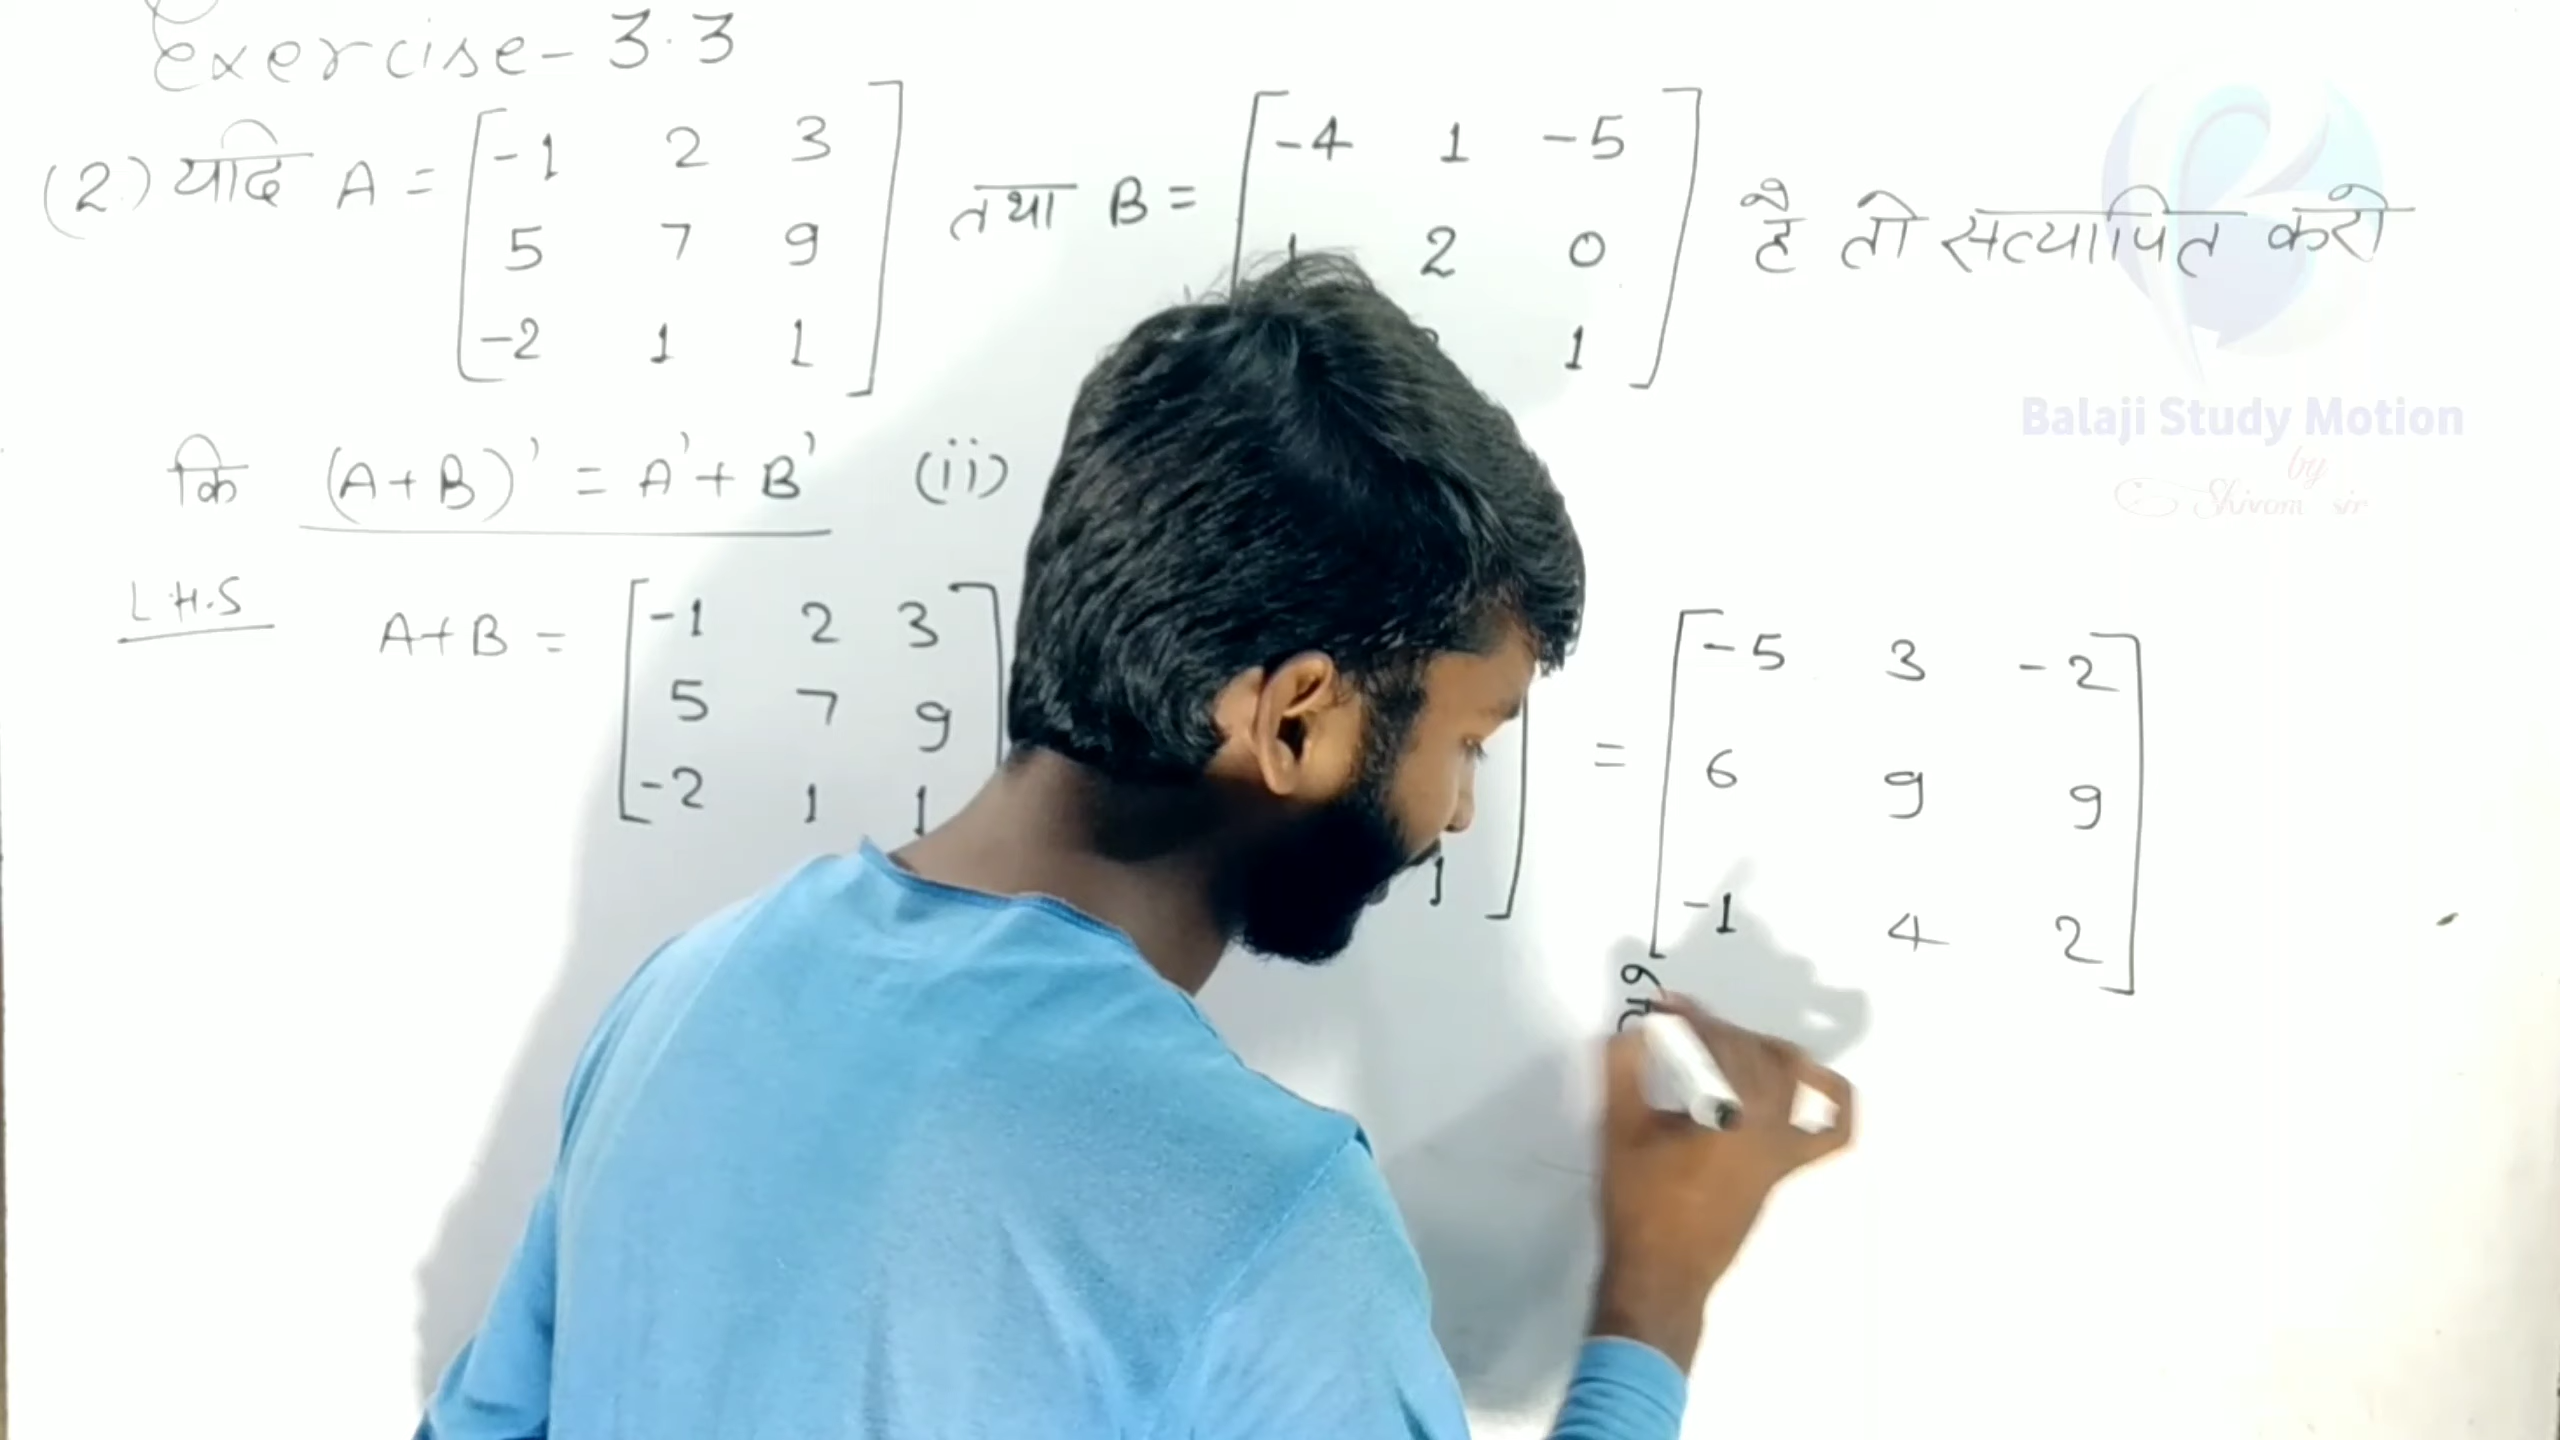 Exercise - 3.3
(2.) यदि A = [ -1 2 3 तथा B = [ -4 1 -5 ] है तो सत्यापित करो
5 7 9 ] 1 2 0
-2 1 1 1
कि (A+B)' = A' + B' (ii)
L.H.S A+B = [ -1 2 3 = [ -5 3 -2 ]
5 7 9 6 9 9
-2 1 1 1 ] -1 4 2
Balaji Study Motion
by
Shivam sir